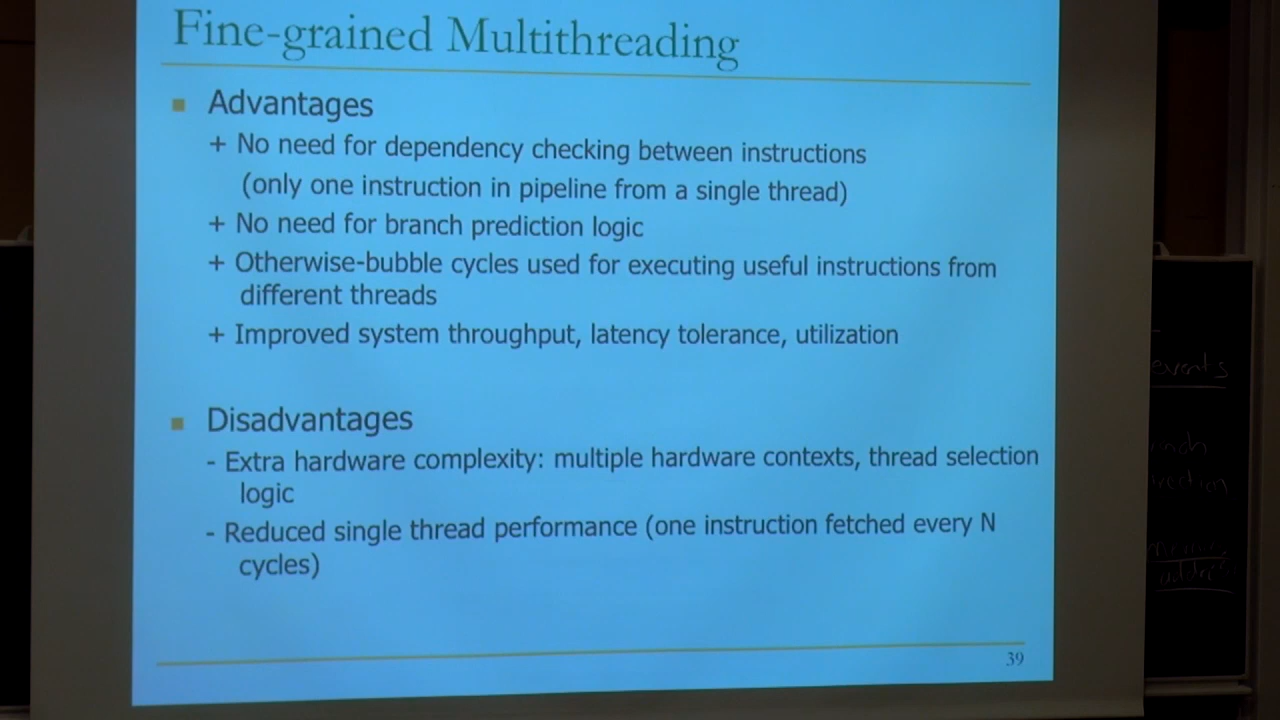 Fine-grained Multithreading
Advantages
+ No need for dependency checking between instructions
(only one instruction in pipeline from a single thread)
+ No need for branch prediction logic
+ Otherwise-bubble cycles used for executing useful instructions from
different threads
+ Improved system throughput, latency tolerance, utilization
Disadvantages
- Extra hardware complexity: multiple hardware contexts, thread selection
logic
- Reduced single thread performance (one instruction fetched every N
cycles)
39
events